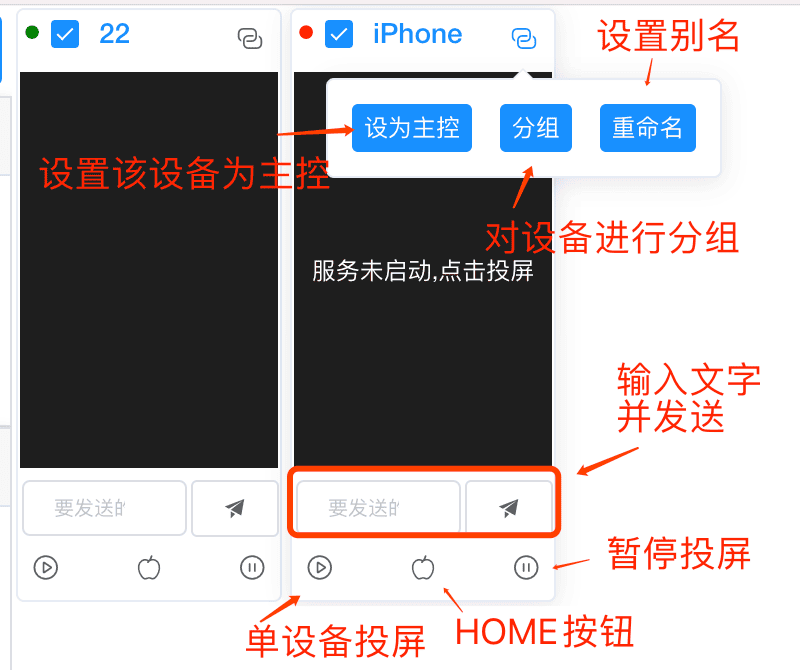 22
iPhone
设置别名
设为主控
分组
重命名
设置该设备为主控
对设备进行分组
服务未启动,点击投屏
输入文字
并发送
要发送的
要发送的
暂停投屏
单设备投屏
HOME按钮